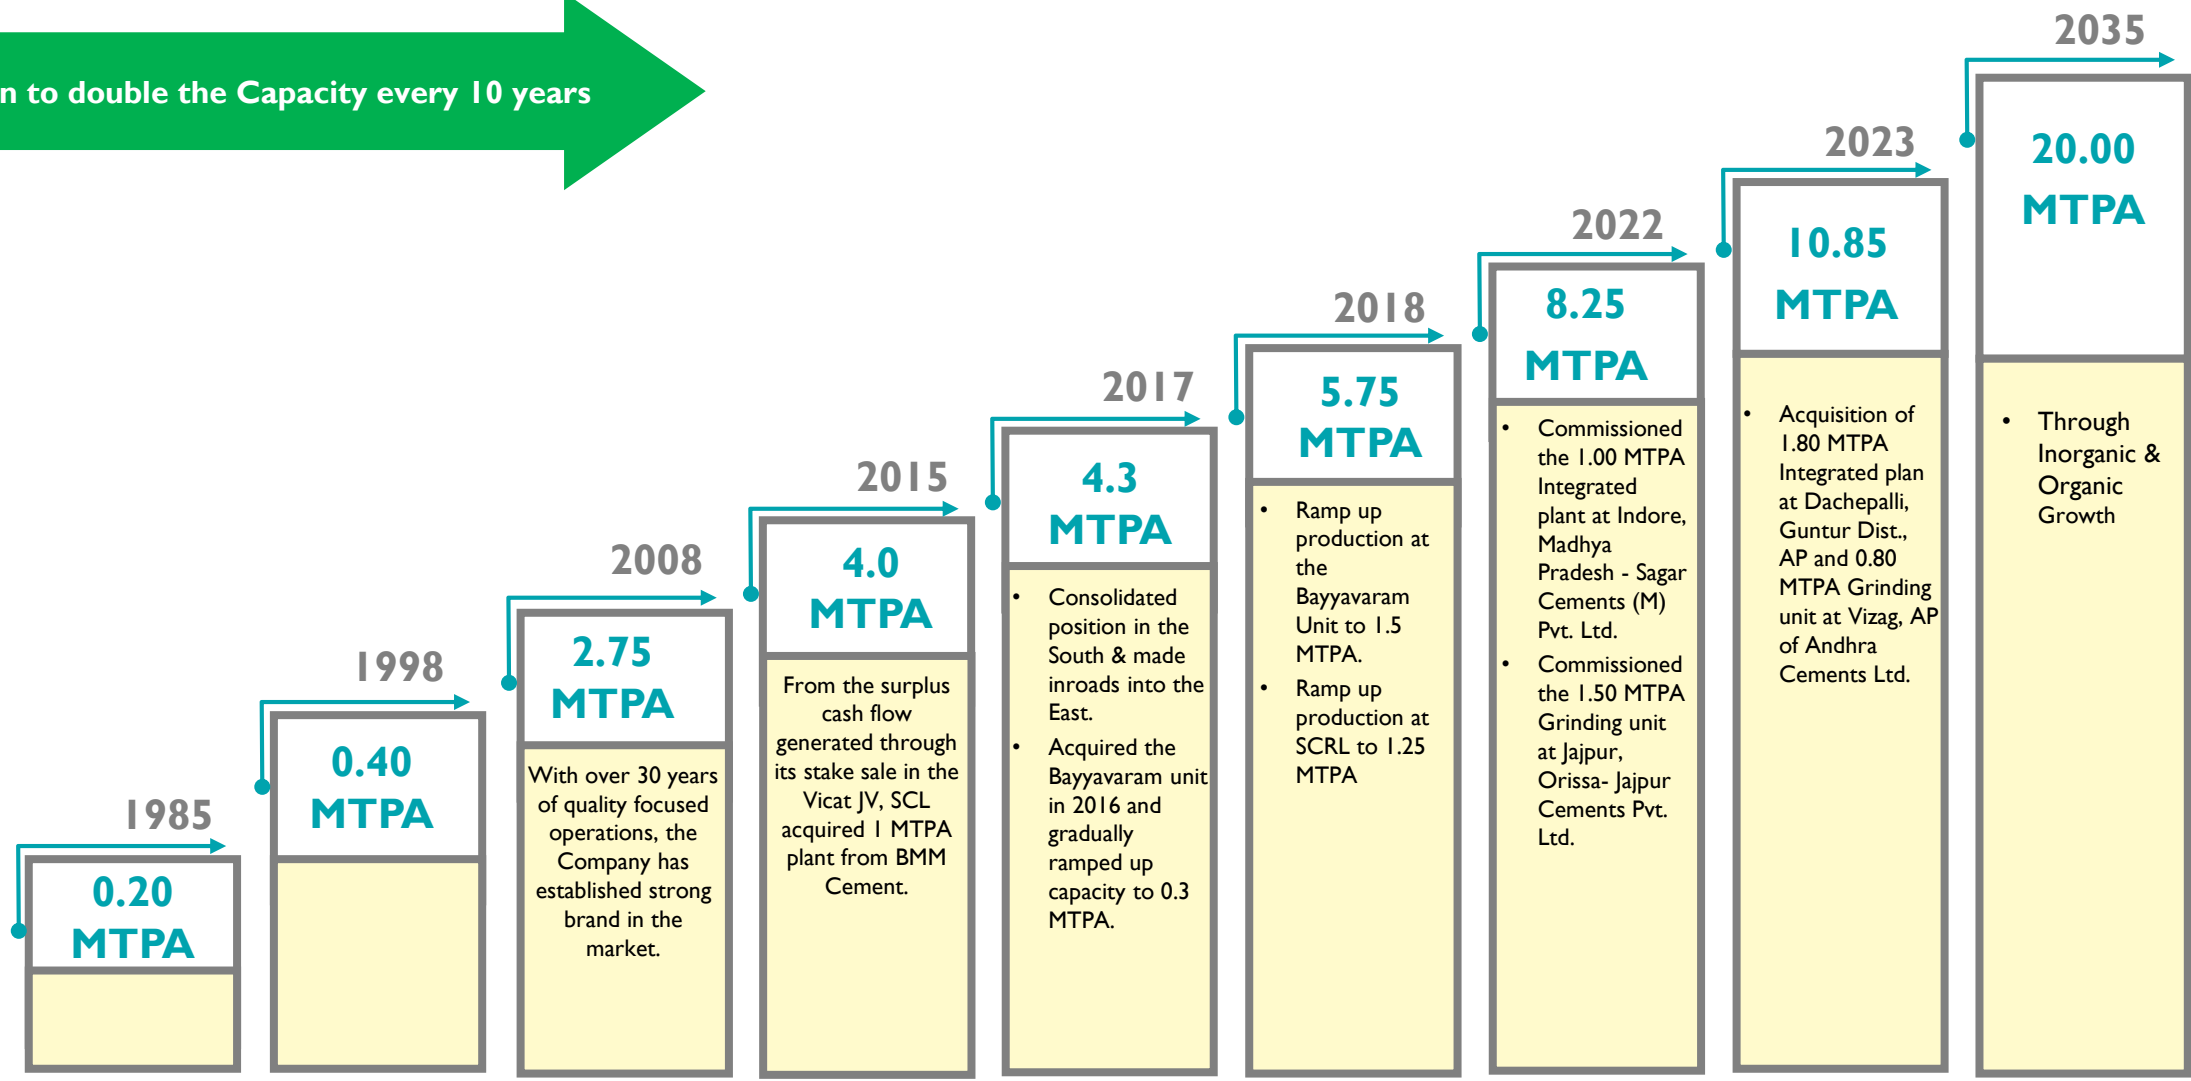 to double the Capacity every 10 years
1985
0.20
MTPA
1998
0.40
MTPA
2008
2.75
MTPA
With over 30 years
of quality focused
operations, the
Company has
established strong
brand in the
market.
2015
4.0
MTPA
From the surplus
cash flow
generated through
its stake sale in the
Vicat JV, SCL
acquired 1 MTPA
plant from BMM
Cement.
2017
4.3
MTPA
• Consolidated
position in the
South & made
inroads into the
East.
• Acquired the
Bayyavaram unit
in 2016 and
gradually
ramped up
capacity to 0.3
MTPA.
2018
5.75
MTPA
• Ramp up
production at
the
Bayyavaram
Unit to 1.5
MTPA.
• Ramp up
production at
SCRL to 1.25
MTPA
2022
8.25
MTPA
• Commissioned
the 1.00 MTPA
Integrated
plant at Indore,
Madhya
Pradesh - Sagar
Cements (M)
Pvt. Ltd.
• Commissioned
the 1.50 MTPA
Grinding unit
at Jajpur,
Orissa- Jajpur
Cements Pvt.
Ltd.
2023
10.85
MTPA
• Acquisition of
1.80 MTPA
Integrated plan
at Dachepalli,
Guntur Dist.,
AP and 0.80
MTPA Grinding
unit at Vizag, AP
of Andhra
Cements Ltd.
2035
20.00
MTPA
• Through
Inorganic &
Organic
Growth